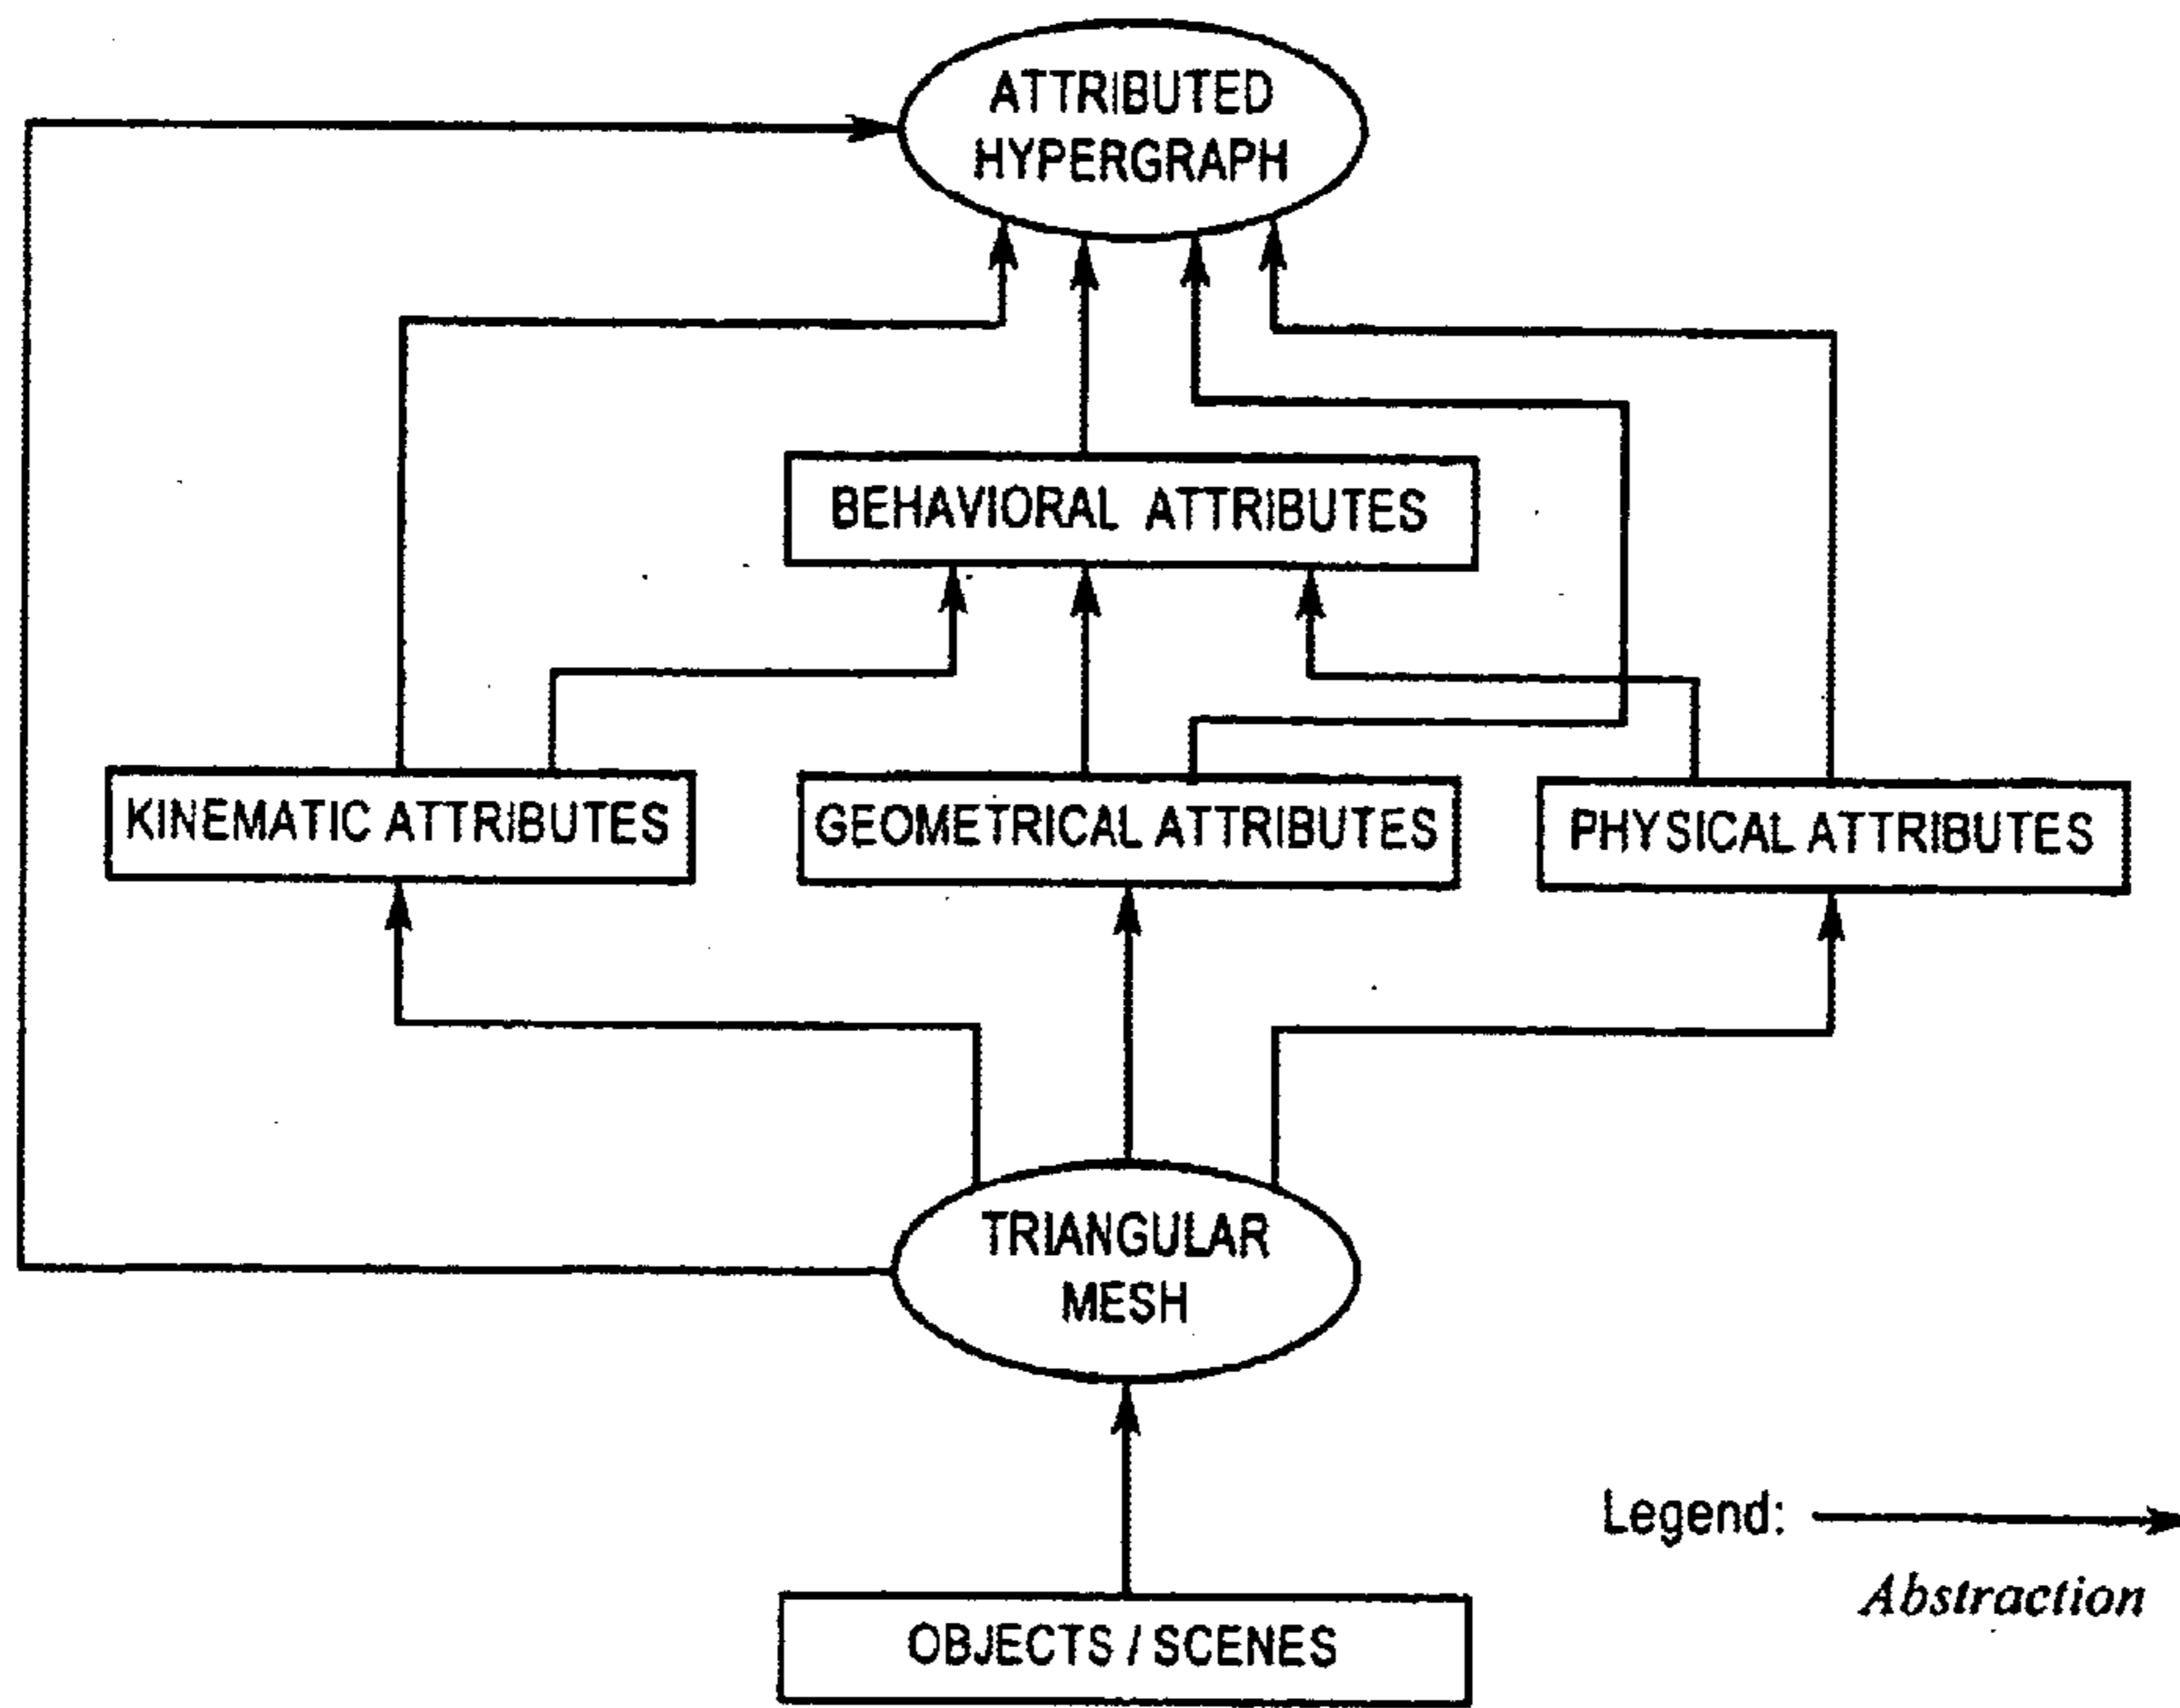 ATTRIBUTED
HYPERGRAPH
BEHAVIORAL ATTRIBUTES
KINEMATIC ATTRIBUTES
GEOMETRICAL ATTRIBUTES
PHYSICAL ATTRIBUTES
TRIANGULAR
MESH
Legend:
Abstraction
OBJECTS / SCENES